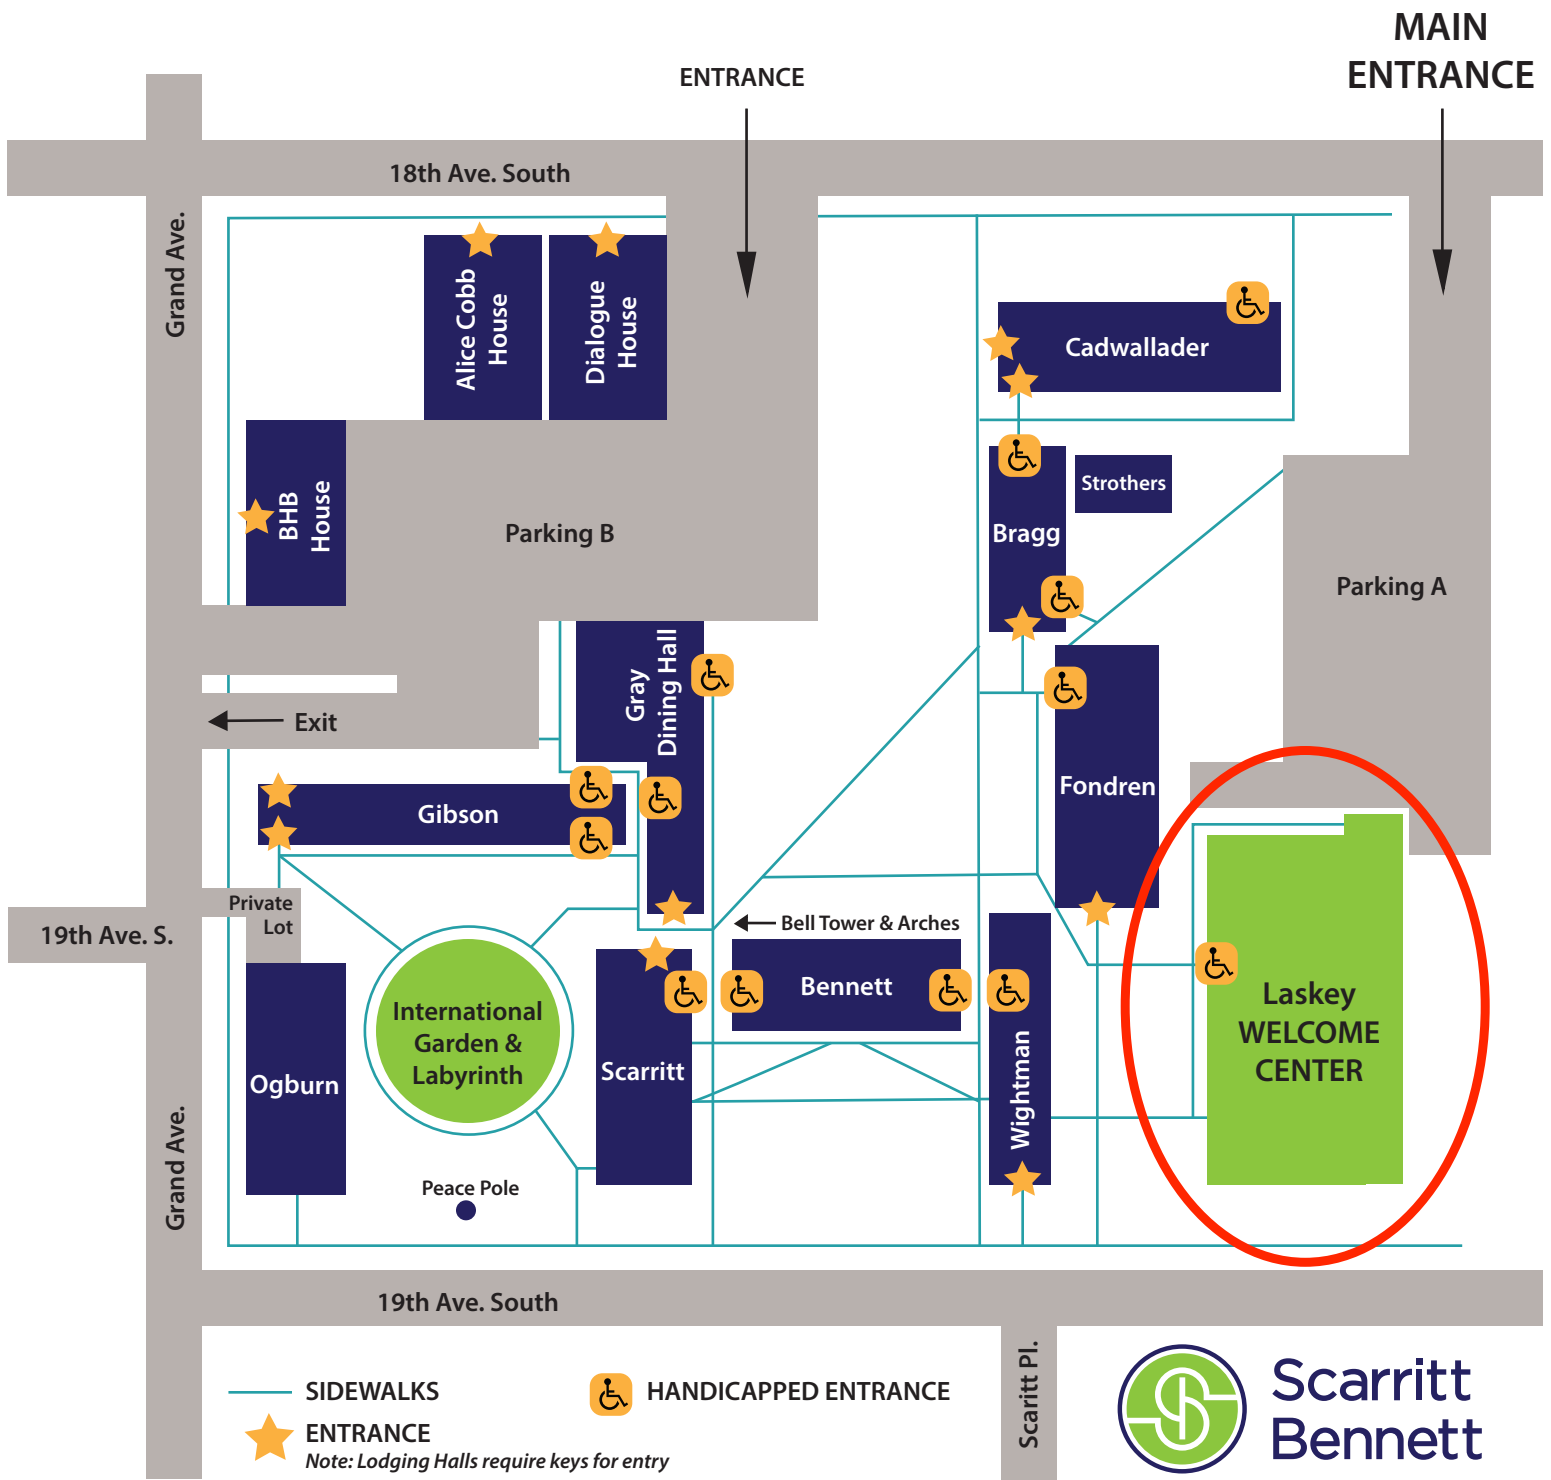 MAIN
ENTRANCE
ENTRANCE
18th Ave. South
Grand Ave.
Alice Cobb
House
Dialogue
House
Cadwallader
BHB
House
Parking B
Strothers
Bragg
Parking A
Gray
Dining Hall
Exit
Gibson
Fondren
Private
Lot
19th Ave. S.
Bell Tower & Arches
Bennett
Laskey
WELCOME
CENTER
International
Garden &
Labyrinth
Scarritt
Ogburn
Wightman
Grand Ave.
Peace Pole
19th Ave. South
Scaritt Pl.
SIDEWALKS
HANDICAPPED ENTRANCE
ENTRANCE
Note: Lodging Halls require keys for entry
Scarritt
Bennett